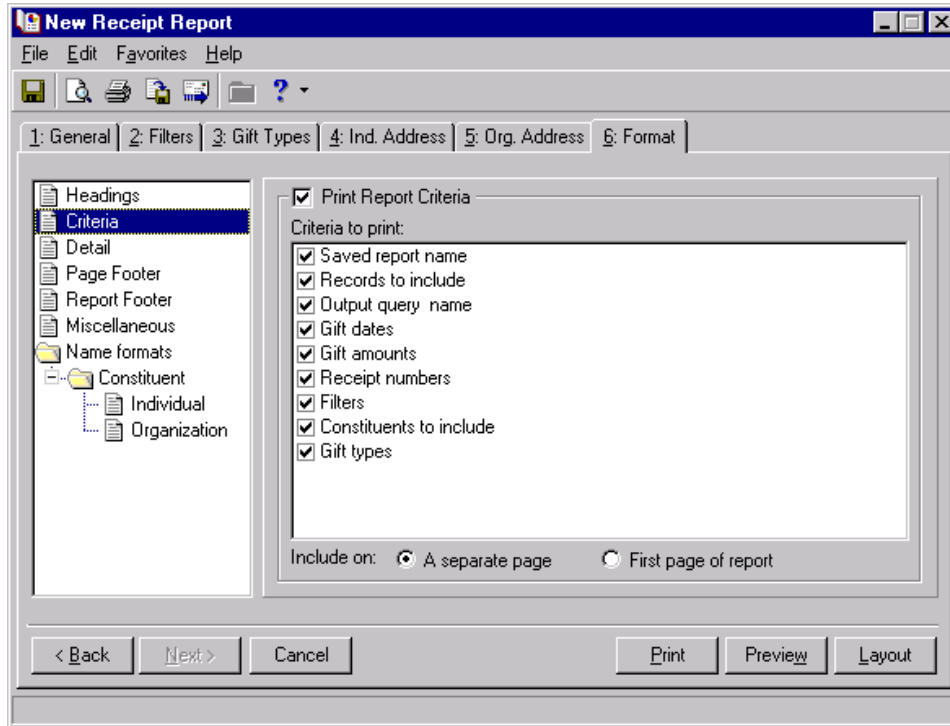 New Receipt Report
File Edit Favorites Help
?
1: General 2: Filters 3: Gift Types 4: Ind. Address 5: Org. Address 6: Format
Headings
Criteria
Detail
Page Footer
Report Footer
Miscellaneous
Name formats
Constituent
Individual
Organization
Print Report Criteria
Criteria to print:
Saved report name
Records to include
Output query name
Gift dates
Gift amounts
Receipt numbers
Filters
Constituents to include
Gift types
Include on: A separate page First page of report
< Back Next > Cancel Print Preview Layout